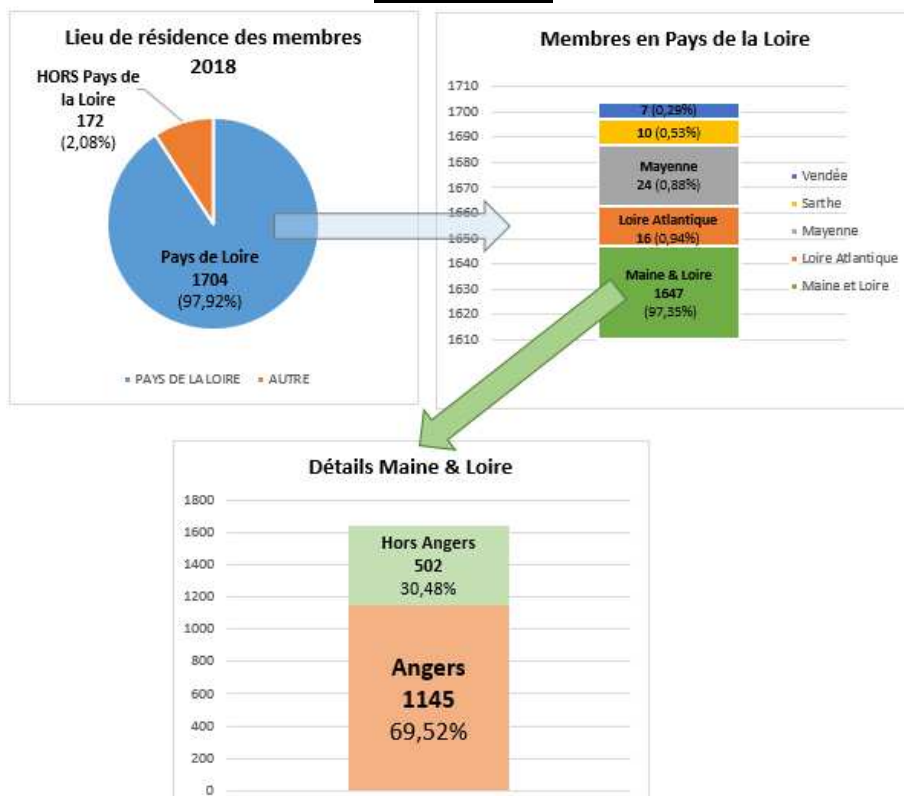 Lieu de résidence des membres
2018
HORS Pays de
la Loire
172
(2,08%)
Pays de Loire
1704
(97,92%)
PAYS DE LA LOIRE
AUTRE
Membres en Pays de la Loire
1710
1700
1690
1680
1670
1660
1650
1640
1630
1620
1610
7 (0,29%)
10 (0,53%)
Mayenne
24 (0,88%)
Loire Atlantique
16 (0,94%)
Maine & Loire
1647
(97,35%)
Vendée
Sarthe
Mayenne
Loire Atlantique
Maine et Loire
Détails Maine & Loire
1800
1600
1400
1200
1000
800
600
400
200
0
Hors Angers
502
30,48%
Angers
1145
69,52%